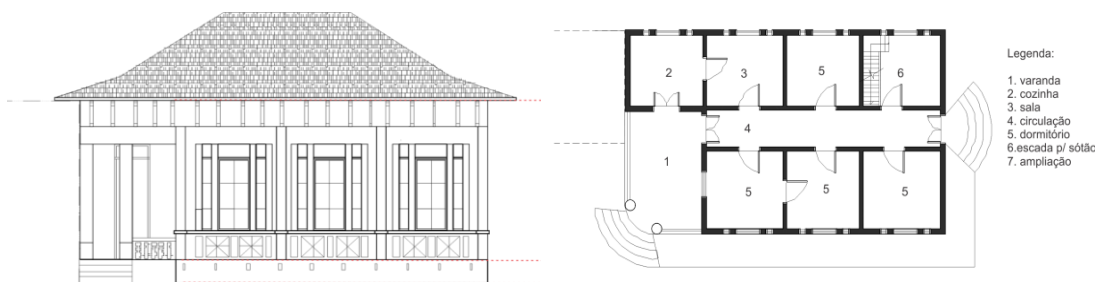 2
3
5
6
4
1
5
5
5
Legenda:
1. varanda
2. cozinha
3. sala
4. circulação
5. dormitório
6.escada p/ sótão
7. ampliação